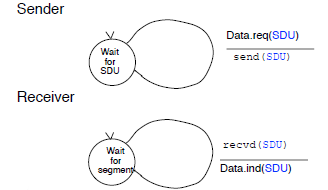 Sender
Wait
for
SDU
Data.req(SDU)
send(SDU)
Receiver
Wait
for
segment
recvd(SDU)
Data.ind(SDU)